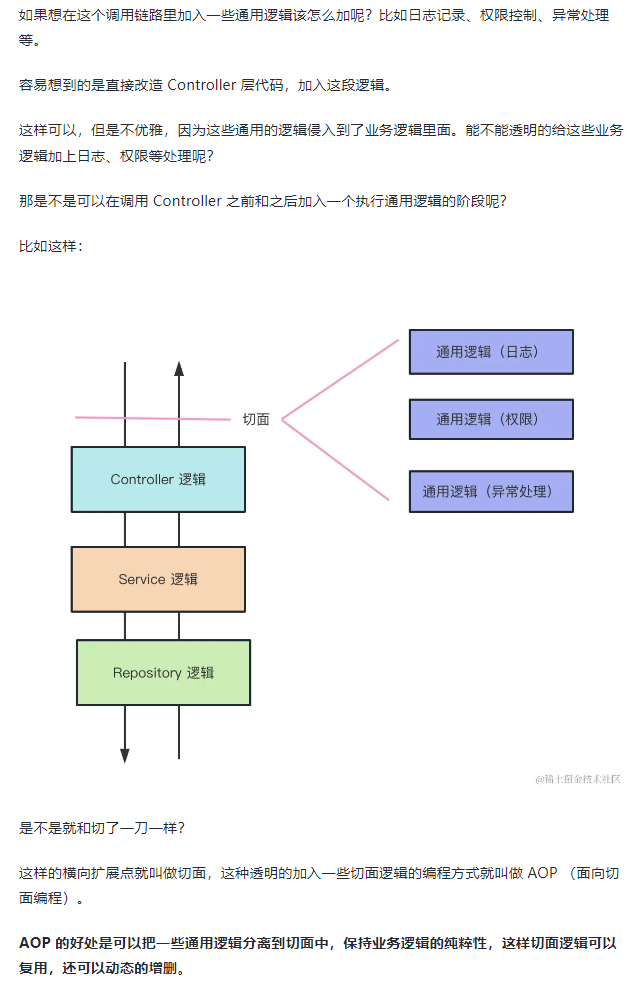 如果想在这个调用链路里加入一些通用逻辑该怎么加呢？比如日志记录、权限控制、异常处理
等。
容易想到的是直接改造 Controller 层代码，加入这段逻辑。
这样可以，但是不优雅，因为这些通用的逻辑侵入到了业务逻辑里面。能不能透明的给这些业务
逻辑加上日志、权限等处理呢？
那是不是可以在调用 Controller 之前和之后加入一个执行通用逻辑的阶段呢？
比如这样：
通用逻辑（日志）
切面
通用逻辑（权限）
Controller 逻辑
通用逻辑（异常处理）
Service 逻辑
Repository 逻辑
@稀土掘金技术社区
是不是就和切了一刀一样？
这样的横向扩展点就叫做切面，这种透明的加入一些切面逻辑的编程方式就叫做 AOP （面向切
面编程）。
AOP 的好处是可以把一些通用逻辑分离到切面中，保持业务逻辑的纯粹性，这样切面逻辑可以
复用，还可以动态的增删。